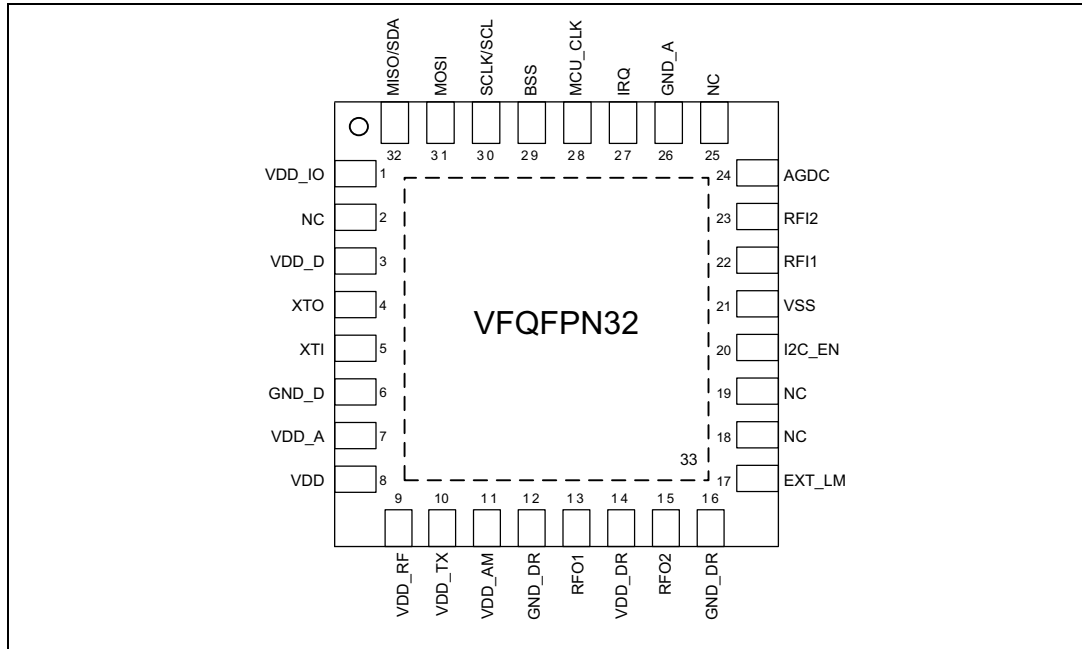 MISO/SDA
MOSI
SCLK/SCL
BSS
MCU_CLK
IRQ
GND_A
NC
32 31 30 29 28 27 26 25
VDD_IO 1
NC 2
VDD_D 3
XTO 4
XTI 5
GND_D 6
VDD_A 7
VDD 8
VFQFPN32
24 AGDC
23 RFI2
22 RFI1
21 VSS
20 I2C_EN
19 NC
18 NC
33
17 EXT_LM
9 10 11 12 13 14 15 16
VDD_RF
VDD_TX
VDD_AM
GND_DR
RFO1
VDD_DR
RFO2
GND_DR